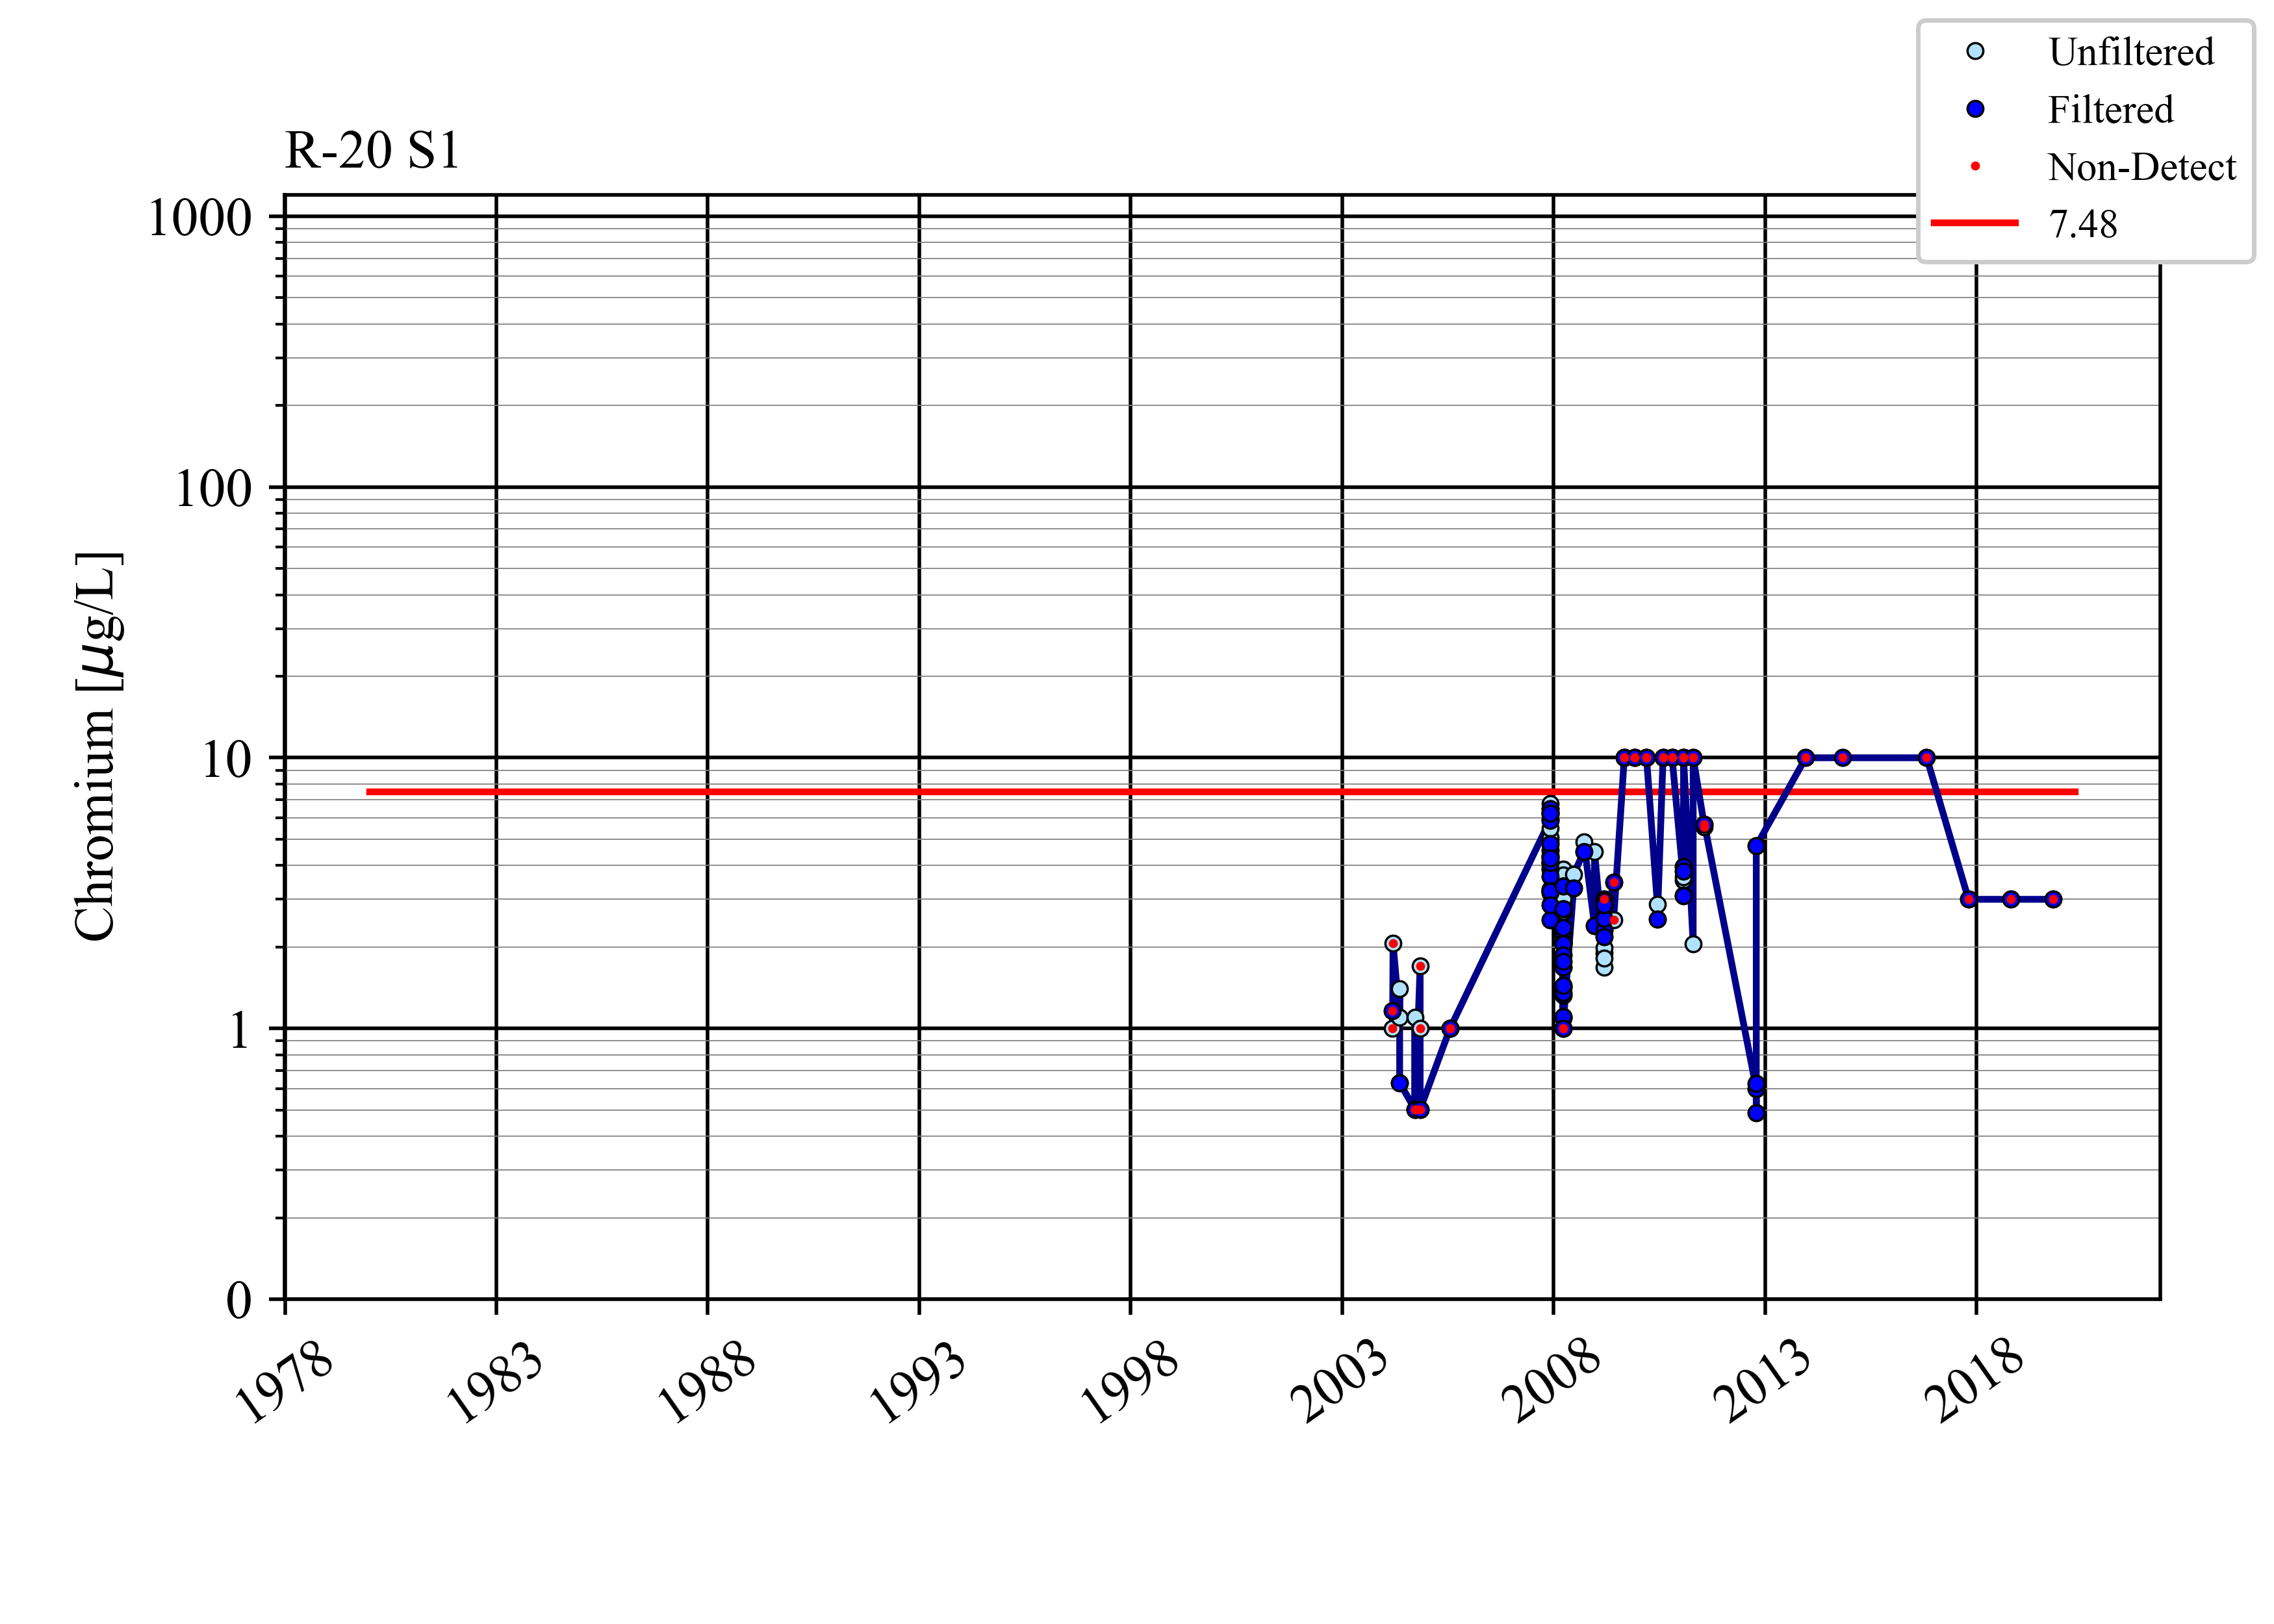 Unfiltered
Filtered
Non-Detect
7.48
R-20 S1
1000
100
10
1
0
Chromium [μg/L]
1978 1983 1988 1993 1998 2003 2008 2013 2018